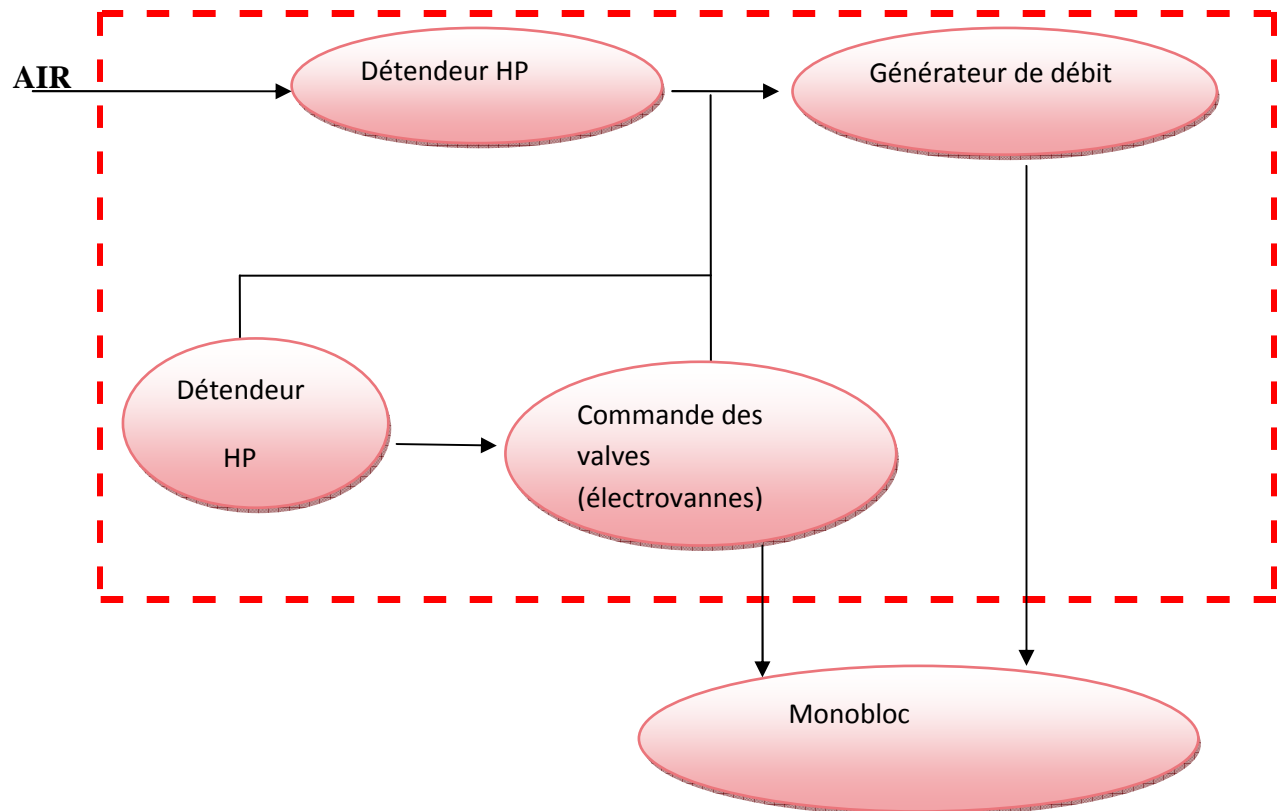 AIR
Détendeur HP
Générateur de débit
Détendeur
HP
Commande des
valves
(électrovannes)
Monobloc